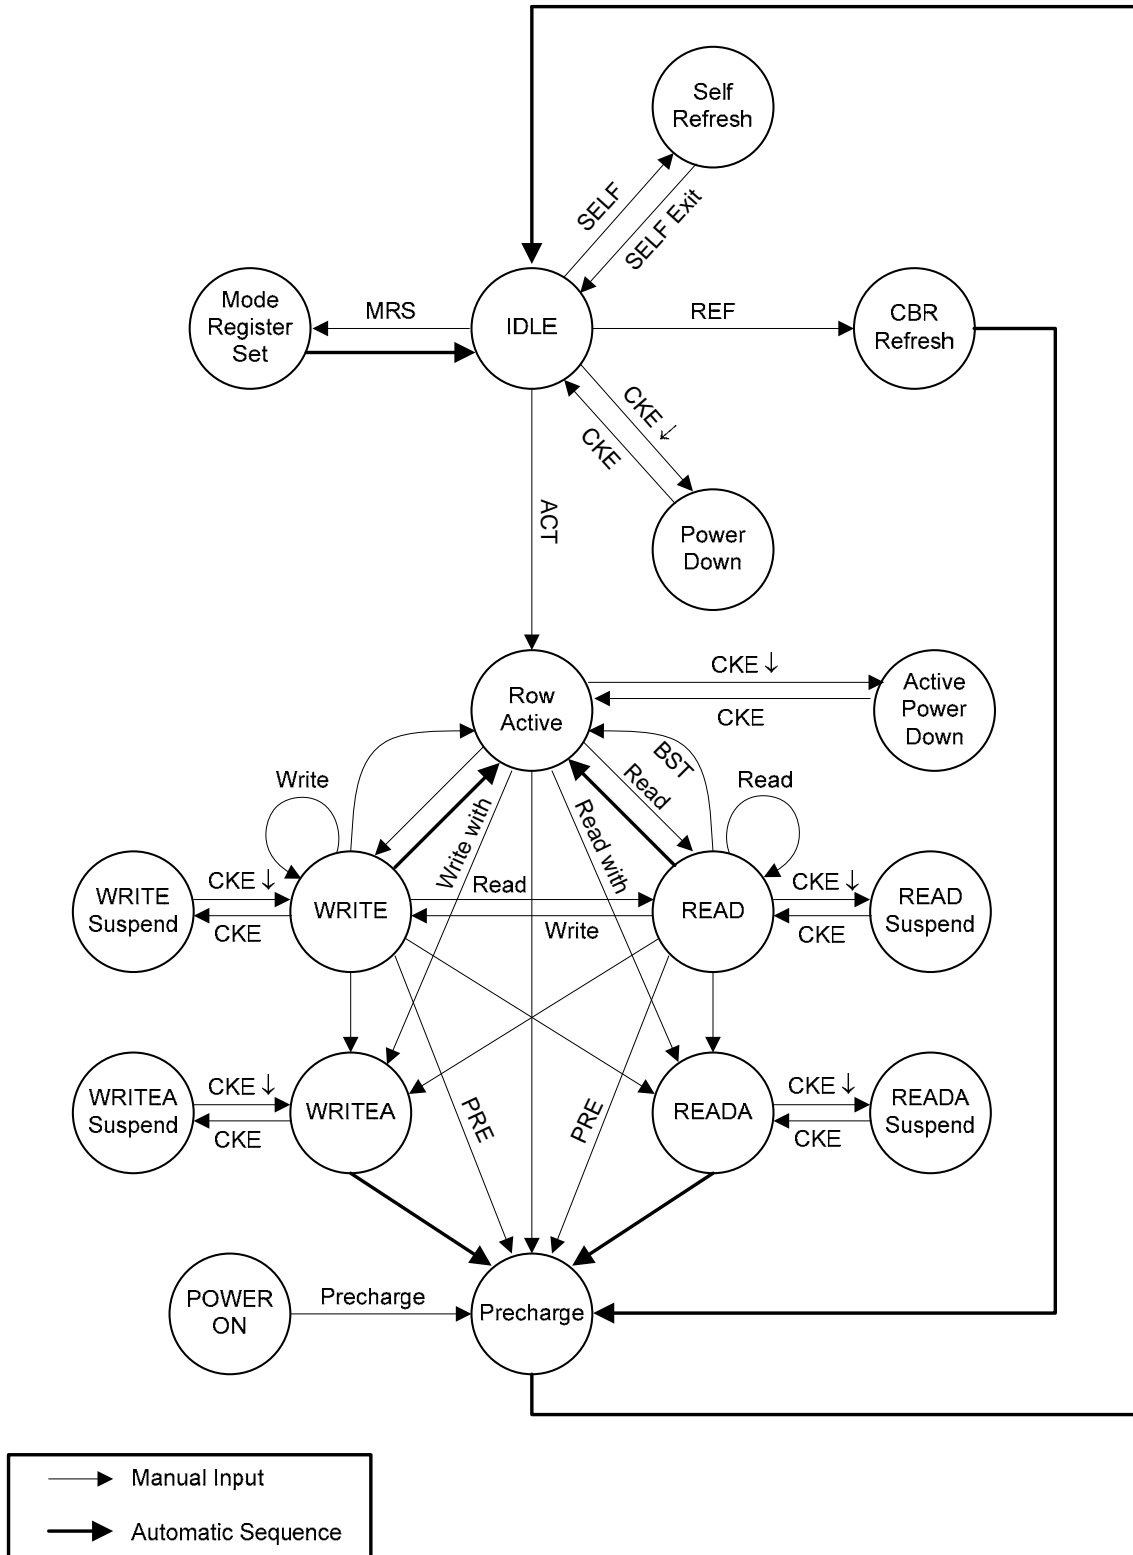 Self
Refresh
SELF
SELF Exit
Mode
Register
Set
MRS
IDLE
REF
CBR
Refresh
CKE ↓
CKE
ACT
Power
Down
Row
Active
CKE ↓
CKE
Active
Power
Down
BST
Read
Write
Read
Write with
Read with
WRITE
Suspend
CKE ↓
CKE
WRITE
Read
Write
READ
CKE ↓
CKE
READ
Suspend
WRITEA
Suspend
CKE ↓
CKE
WRITEA
PRE
PRE
READA
CKE ↓
CKE
READA
Suspend
POWER
ON
Precharge
Precharge
Manual Input
Automatic Sequence